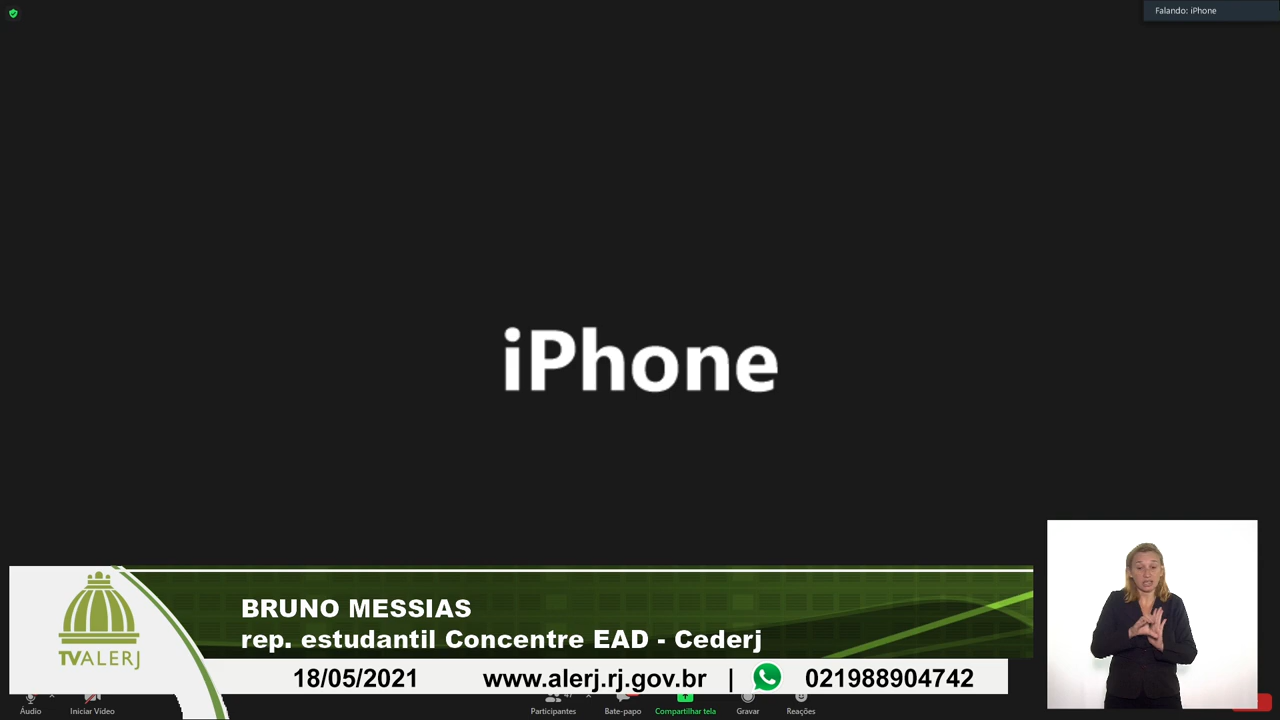 Falando: iPhone
iPhone
BRUNO MESSIAS
rep. estudantil Concentre EAD - Cederj
TVALERJ
18/05/2021 www.alerj.rj.gov.br | 021988904742
Áudio Iniciar Vídeo Participantes Bate-papo Compartilhar tela Gravar Reações